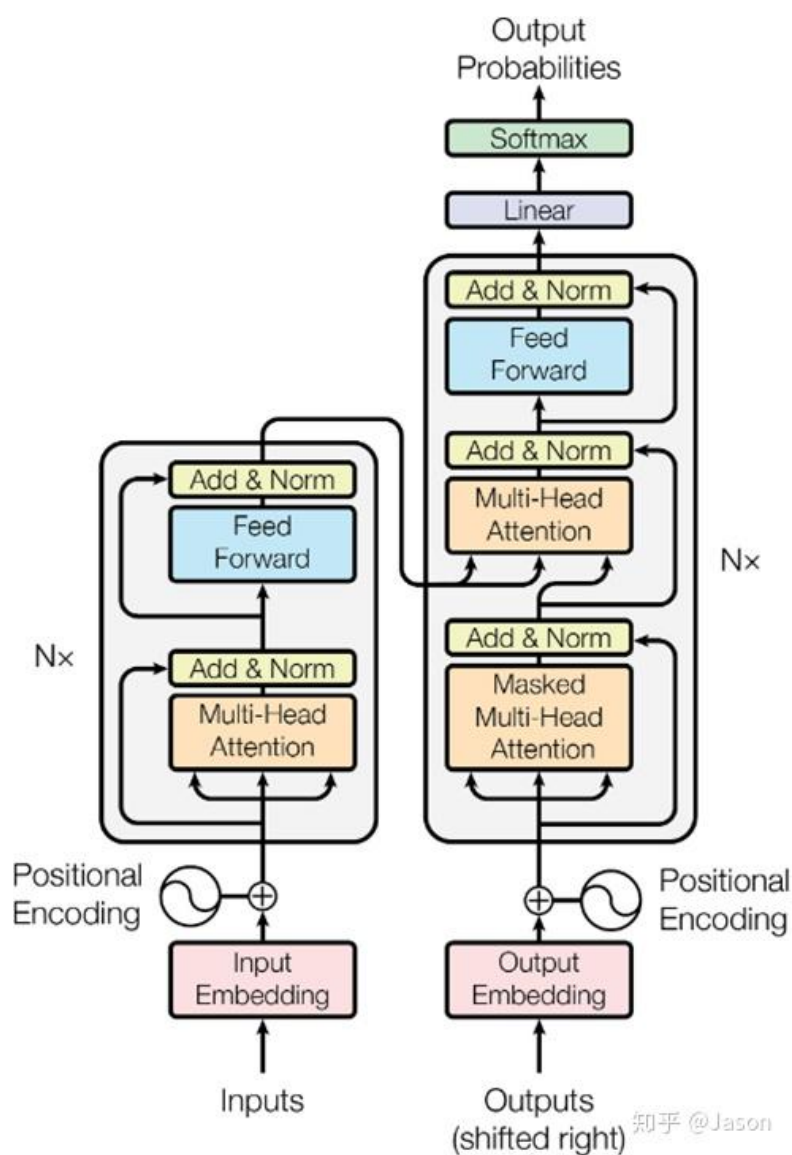 Output
Probabilities
Softmax
Linear
Add & Norm
Feed
Forward
Add & Norm
Multi-Head
Attention
Add & Norm
Masked
Multi-Head
Attention
N×
Add & Norm
Feed
Forward
Add & Norm
Multi-Head
Attention
N×
Positional
Encoding
Positional
Encoding
Input
Embedding
Output
Embedding
Inputs
Outputs
(shifted right)
知乎 @Jason